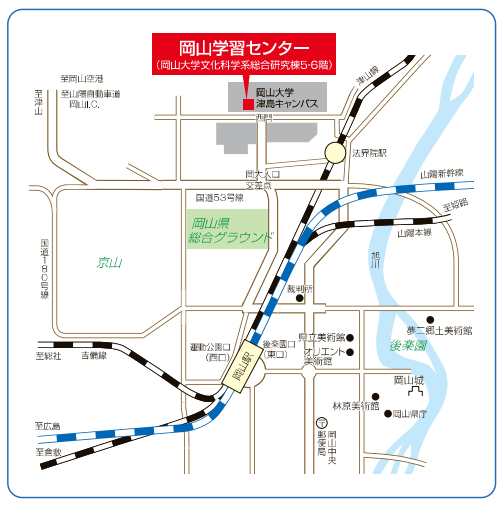 岡山学習センター
（岡山大学文化科学系総合研究棟5・6階）
至岡山空港
至山陽自動車道
岡山I.C.
至津山
岡山大学
津島キャンパス
西門
津山線
法界院駅
岡大入口
交差点
国道53号線
山陽新幹線
至姫路
山陽本線
岡山県
総合グラウンド
京山
国道180号線
旭川
裁判所
夢二郷土美術館
県立美術館
オリエント
美術館
後楽園
運動公園口
（西口）
後楽園口
（東口）
至総社
吉備線
岡山駅
岡山城
林原美術館
岡山県庁
岡山中央
郵便局
至広島
至倉敷